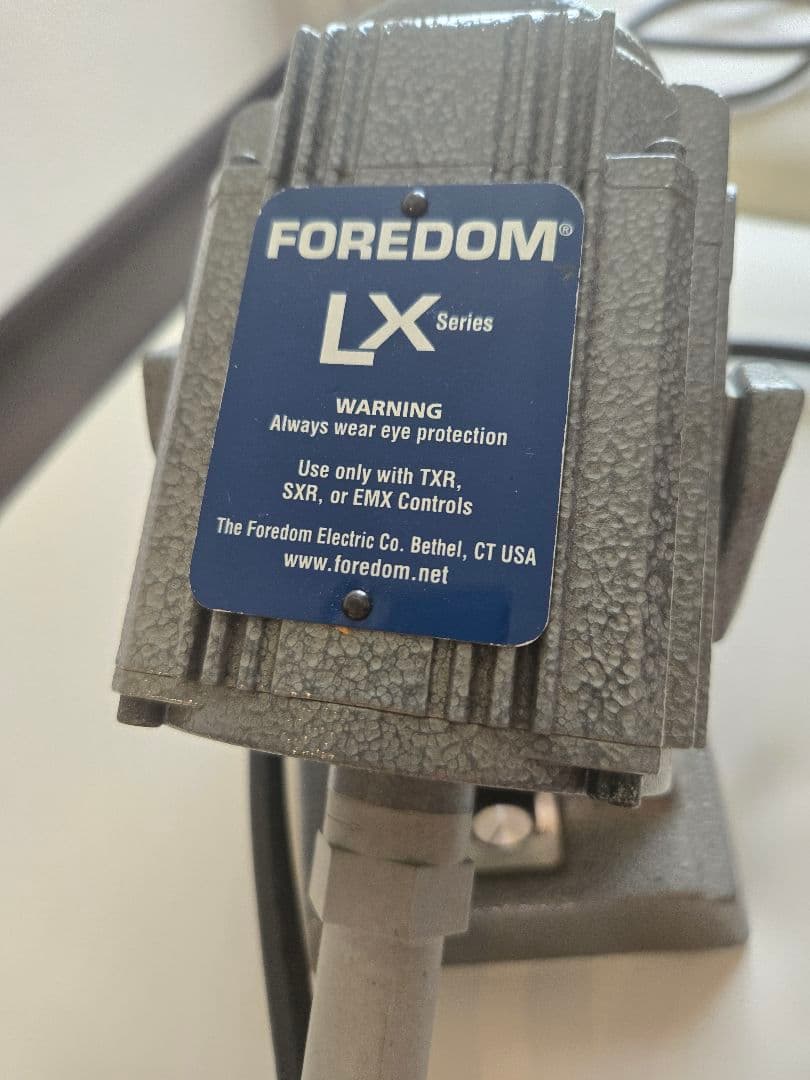 FOREDOM®
LX Series
WARNING
Always wear eye protection
Use only with TXR,
SXR, or EMX Controls
The Foredom Electric Co. Bethel, CT USA
www.foredom.net